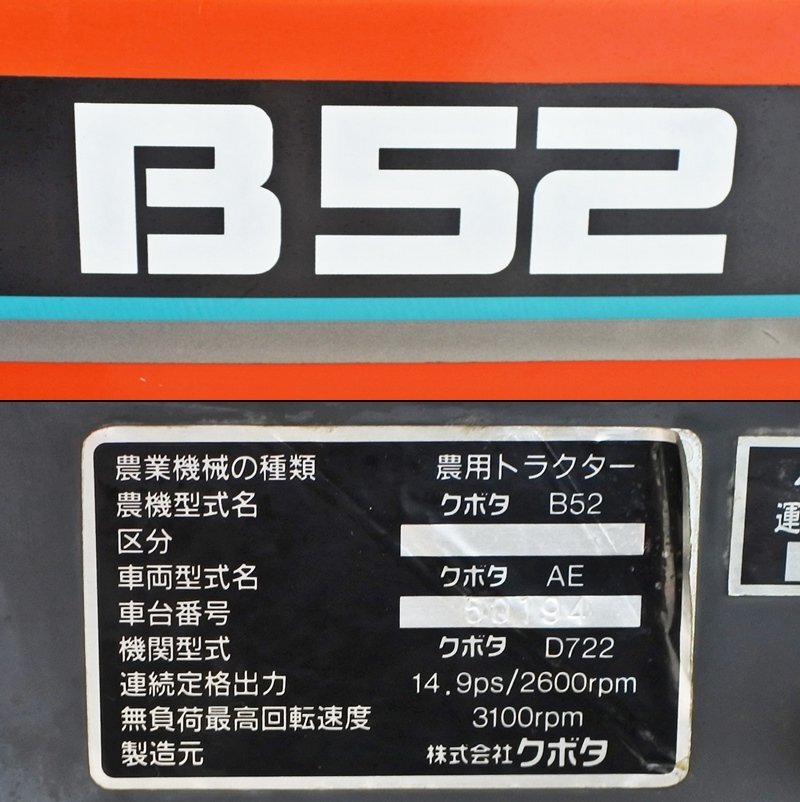 B52
農業機械の種類 農用トラクター
農機型式名 クボタ B52
区分
車両型式名 クボタ AE
車台番号 50194
機関型式 クボタ D722
連続定格出力 14.9ps/2600rpm
無負荷最高回転速度 3100rpm
製造元 株式会社クボタ
運